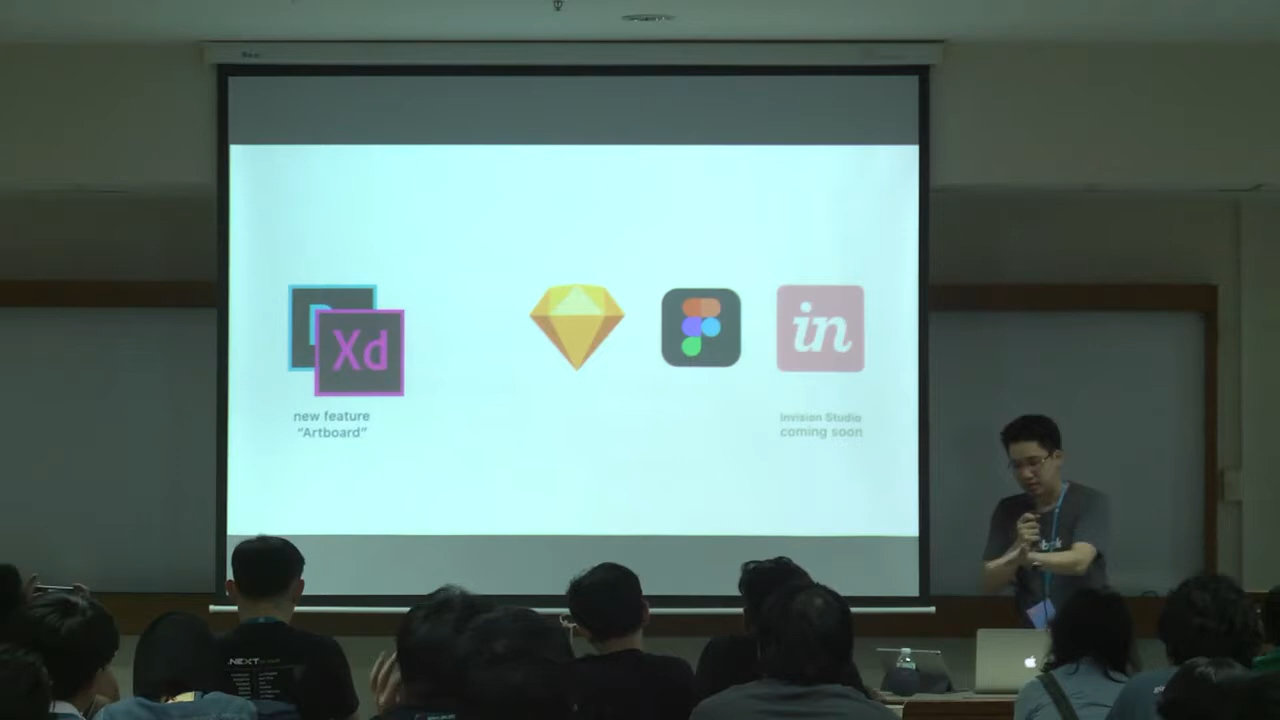 Xd
new feature
“Artboard”
in
Invision Studio
coming soon
.NEXT